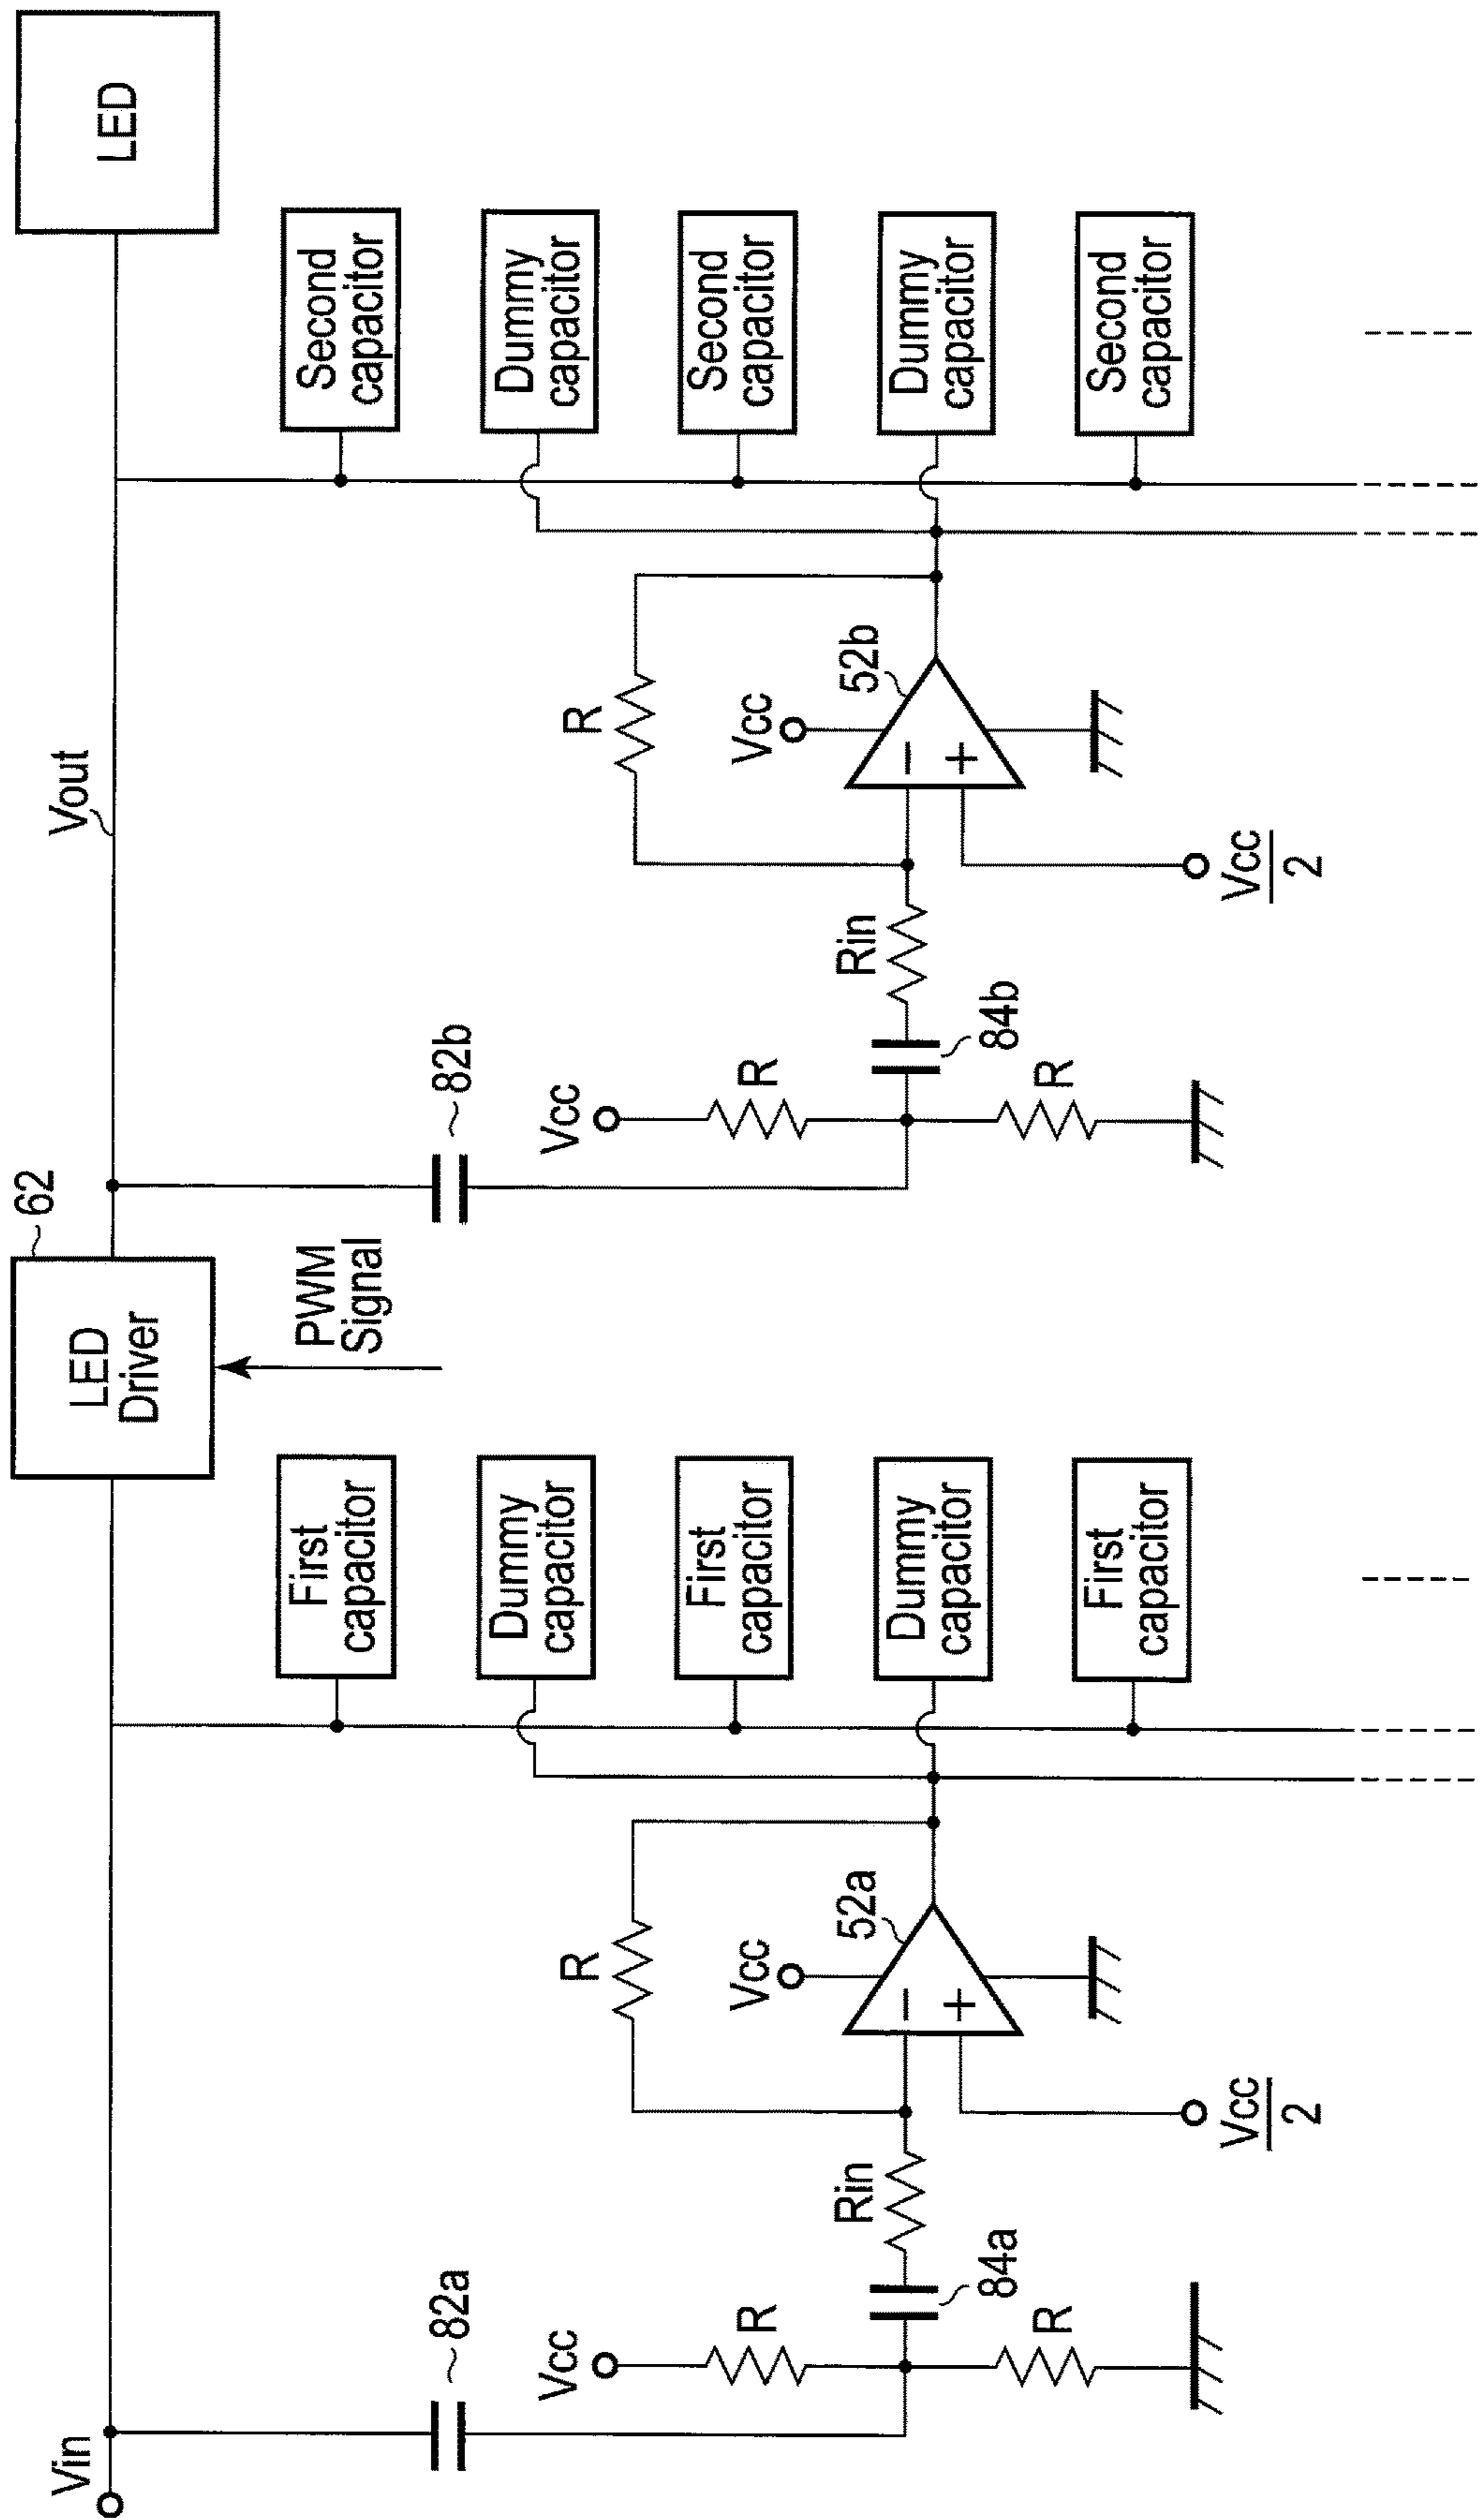 Vin
82a
Vcc
R
R
84a
Rin
Vcc
2
R
Vcc
52a
−
+
First
capacitor
Dummy
capacitor
First
capacitor
Dummy
capacitor
First
capacitor
LED
Driver
62
PWM
Signal
82b
Vcc
R
R
84b
Rin
Vcc
2
R
Vcc
52b
−
+
Vout
Second
capacitor
Dummy
capacitor
Second
capacitor
Dummy
capacitor
Second
capacitor
LED